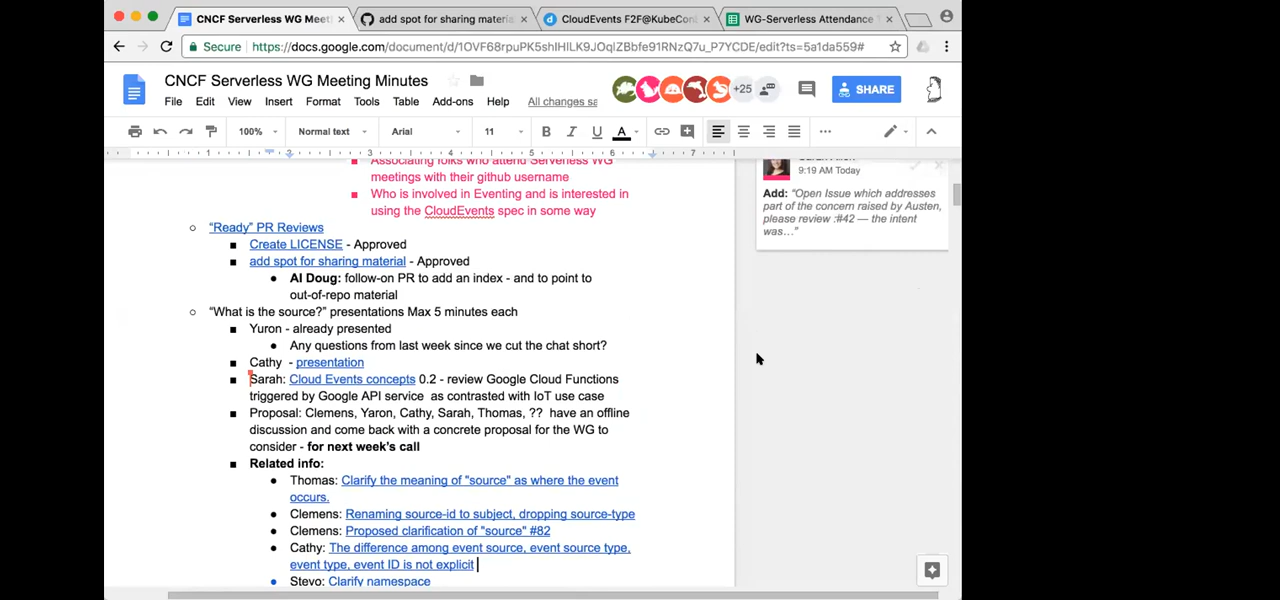 CNCF Serverless WG Meet
add spot for sharing materia
CloudEvents F2F@KubeCon
WG-Serverless Attendance T
Secure https://docs.google.com/document/d/1OVF68rpuPK5shIHILK9JOqlZBbfe91RNzQ7u_P7YCDE/edit?ts=5a1da559#
CNCF Serverless WG Meeting Minutes
+25
SHARE
File Edit View Insert Format Tools Table Add-ons Help All changes sa
100% Normal text Arial 11 B I U A
1 2 3 4 5 6 7
Associating folks who attend Serverless WG
meetings with their github username
Who is involved in Eventing and is interested in
using the CloudEvents spec in some way
"Ready" PR Reviews
Create LICENSE - Approved
add spot for sharing material - Approved
AI Doug: follow-on PR to add an index - and to point to
out-of-repo material
"What is the source?" presentations Max 5 minutes each
Yuron - already presented
Any questions from last week since we cut the chat short?
Cathy - presentation
Sarah: Cloud Events concepts 0.2 - review Google Cloud Functions
triggered by Google API service as contrasted with IoT use case
Proposal: Clemens, Yaron, Cathy, Sarah, Thomas, ?? have an offline
discussion and come back with a concrete proposal for the WG to
consider - for next week's call
Related info:
Thomas: Clarify the meaning of "source" as where the event
occurs.
Clemens: Renaming source-id to subject, dropping source-type
Clemens: Proposed clarification of "source" #82
Cathy: The difference among event source, event source type,
event type, event ID is not explicit
Stevo: Clarify namespace
Sarah Allen
9:19 AM Today
Add: "Open Issue which addresses
part of the concern raised by Austen,
please review :#42 — the intent
was..."